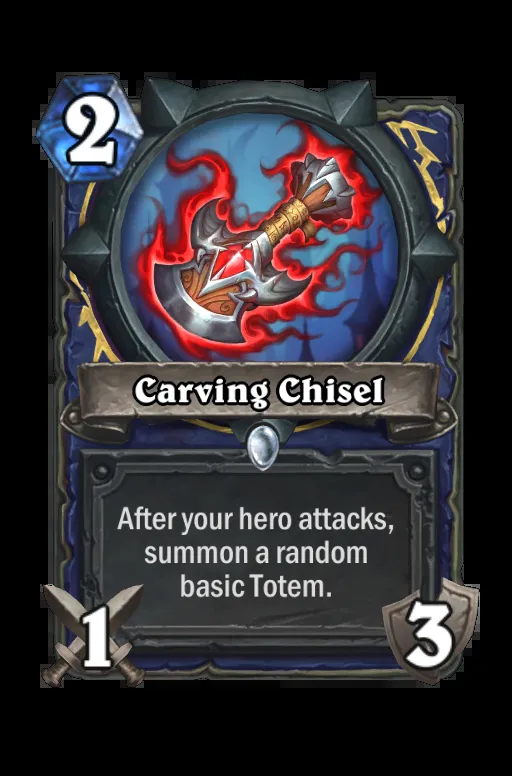 2
Carving Chisel
After your hero attacks,
summon a random
basic Totem.
1
3